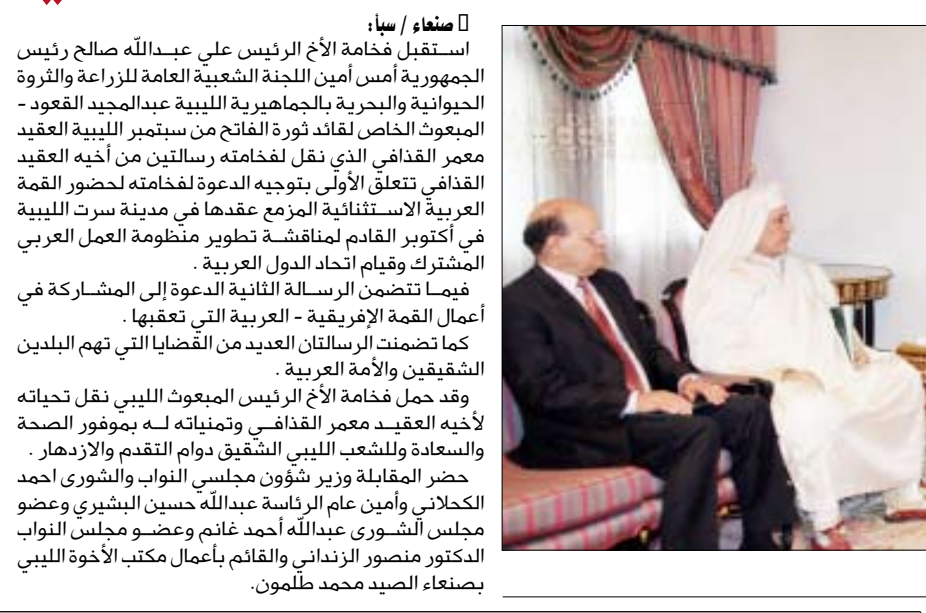 صنعاء / سبأ:
استقبل فخامة الأخ الرئيس علي عبدالله صالح رئيس
الجمهورية أمس أمين اللجنة الشعبية العامة للزراعة والثروة
الحيوانية والبحرية بالجماهيرية الليبية عبدالمجيد القعود -
المبعوث الخاص لقائد ثورة الفاتح من سبتمبر الليبية العقيد
معمر القذافي الذي نقل لفخامته رسالتين من أخيه العقيد
القذافي تتعلق الأولى بتوجيه الدعوة لفخامته لحضور القمة
العربية الاستثنائية المزمع عقدها في مدينة سرت الليبية
في أكتوبر القادم لمناقشة تطوير منظومة العمل العربي
المشترك وقيام اتحاد الدول العربية .
فيما تتضمن الرسالة الثانية الدعوة إلى المشاركة في
أعمال القمة الإفريقية - العربية التي تعقبها .
كما تضمنت الرسالتان العديد من القضايا التي تهم البلدين
الشقيقين والأمة العربية .
وقد حمل فخامة الأخ الرئيس المبعوث الليبي نقل تحياته
لأخيه العقيد معمر القذافي وتمنياته له بموفور الصحة
والسعادة وللشعب الليبي الشقيق دوام التقدم والازدهار .
حضر المقابلة وزير شؤون مجلسي النواب والشورى احمد
الكحلاني وأمين عام الرئاسة عبدالله حسين البشيري وعضو
مجلس الشورى عبدالله أحمد غانم وعضو مجلس النواب
الدكتور منصور الزنداني والقائم بأعمال مكتب الأخوة الليبي
بصنعاء الصيد محمد طلمون.